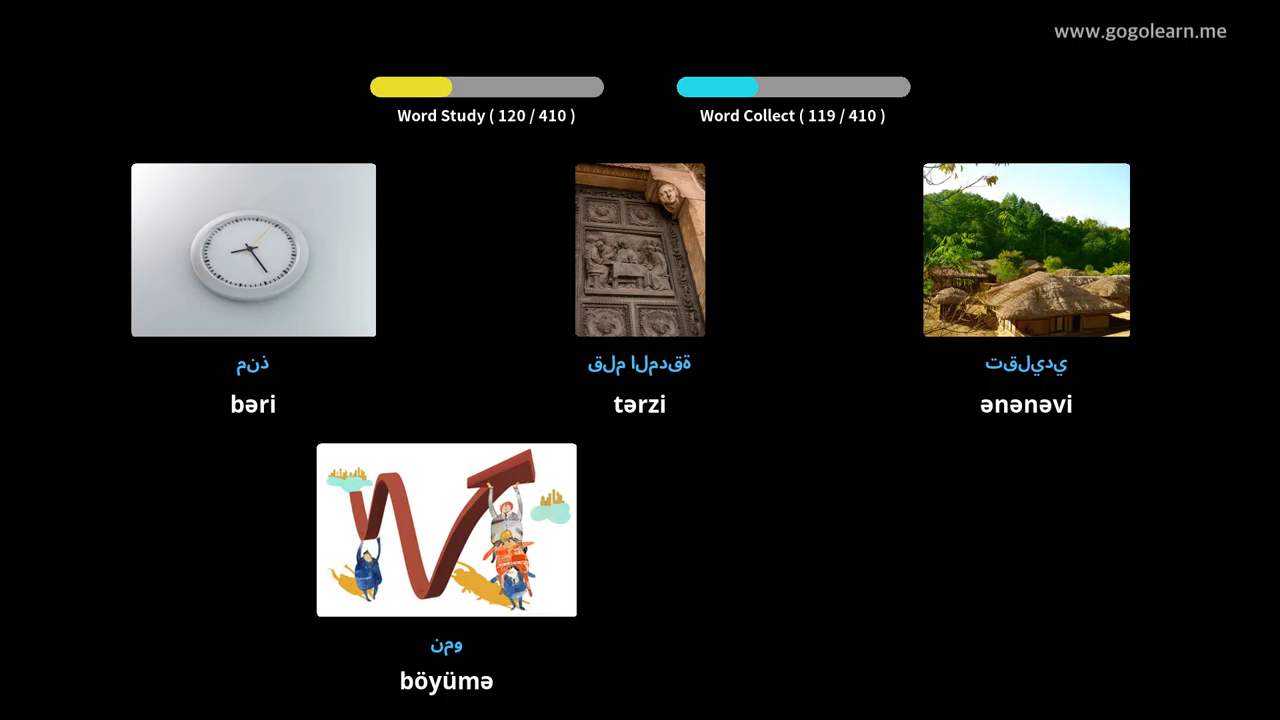 www.gogolearn.me
Word Study ( 120 / 410 )
Word Collect ( 119 / 410 )
منذ
قلم المدقة
تقليدي
bəri
tərzi
ənənəvi
نمو
böyümə